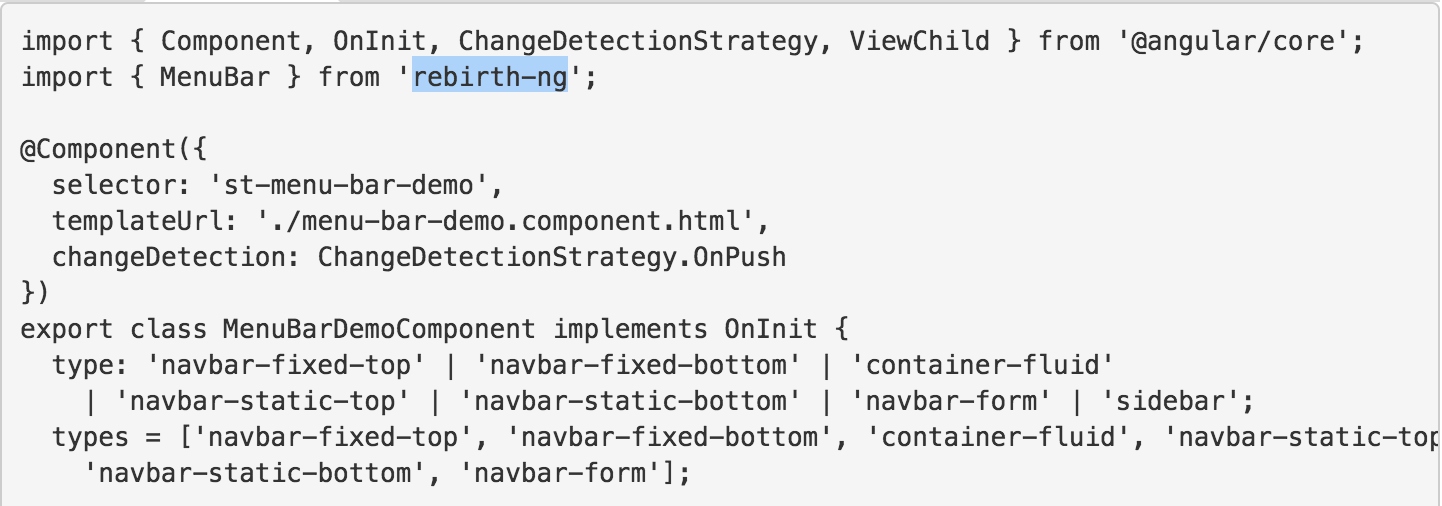 import { Component, OnInit, ChangeDetectionStrategy, ViewChild } from '@angular/core';
import { MenuBar } from 'rebirth-ng';
@Component({
  selector: 'st-menu-bar-demo',
  templateUrl: './menu-bar-demo.component.html',
  changeDetection: ChangeDetectionStrategy.OnPush
})
export class MenuBarDemoComponent implements OnInit {
  type: 'navbar-fixed-top' | 'navbar-fixed-bottom' | 'container-fluid'
    | 'navbar-static-top' | 'navbar-static-bottom' | 'navbar-form' | 'sidebar';
  types = ['navbar-fixed-top', 'navbar-fixed-bottom', 'container-fluid', 'navbar-static-top
    'navbar-static-bottom', 'navbar-form'];